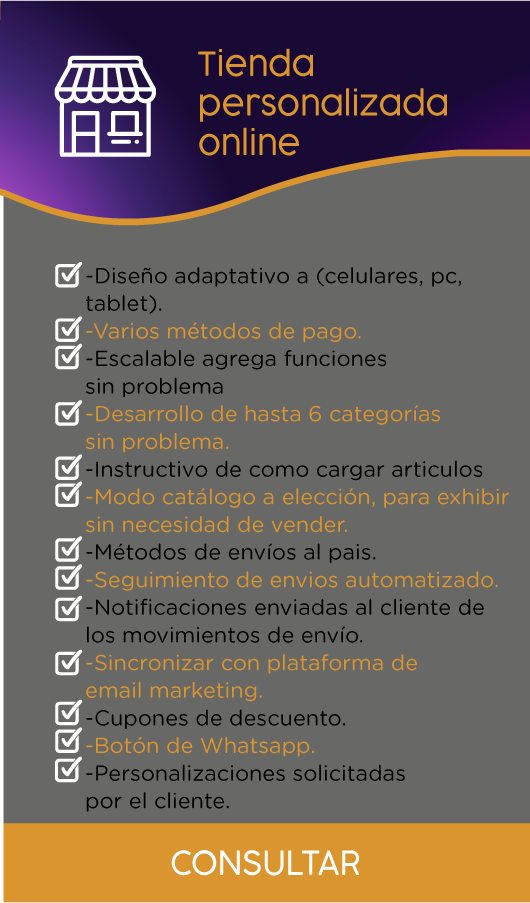 Tienda
personalizada
online
-Diseño adaptativo a (celulares, pc,
tablet).
-Varios métodos de pago.
-Escalable agrega funciones
sin problema
-Desarrollo de hasta 6 categorías
sin problema.
-Instructivo de como cargar articulos
-Modo catálogo a elección, para exhibir
sin necesidad de vender.
-Métodos de envíos al pais.
-Seguimiento de envios automatizado.
-Notificaciones enviadas al cliente de
los movimientos de envío.
-Sincronizar con plataforma de
email marketing.
-Cupones de descuento.
-Botón de Whatsapp.
-Personalizaciones solicitadas
por el cliente.
CONSULTAR